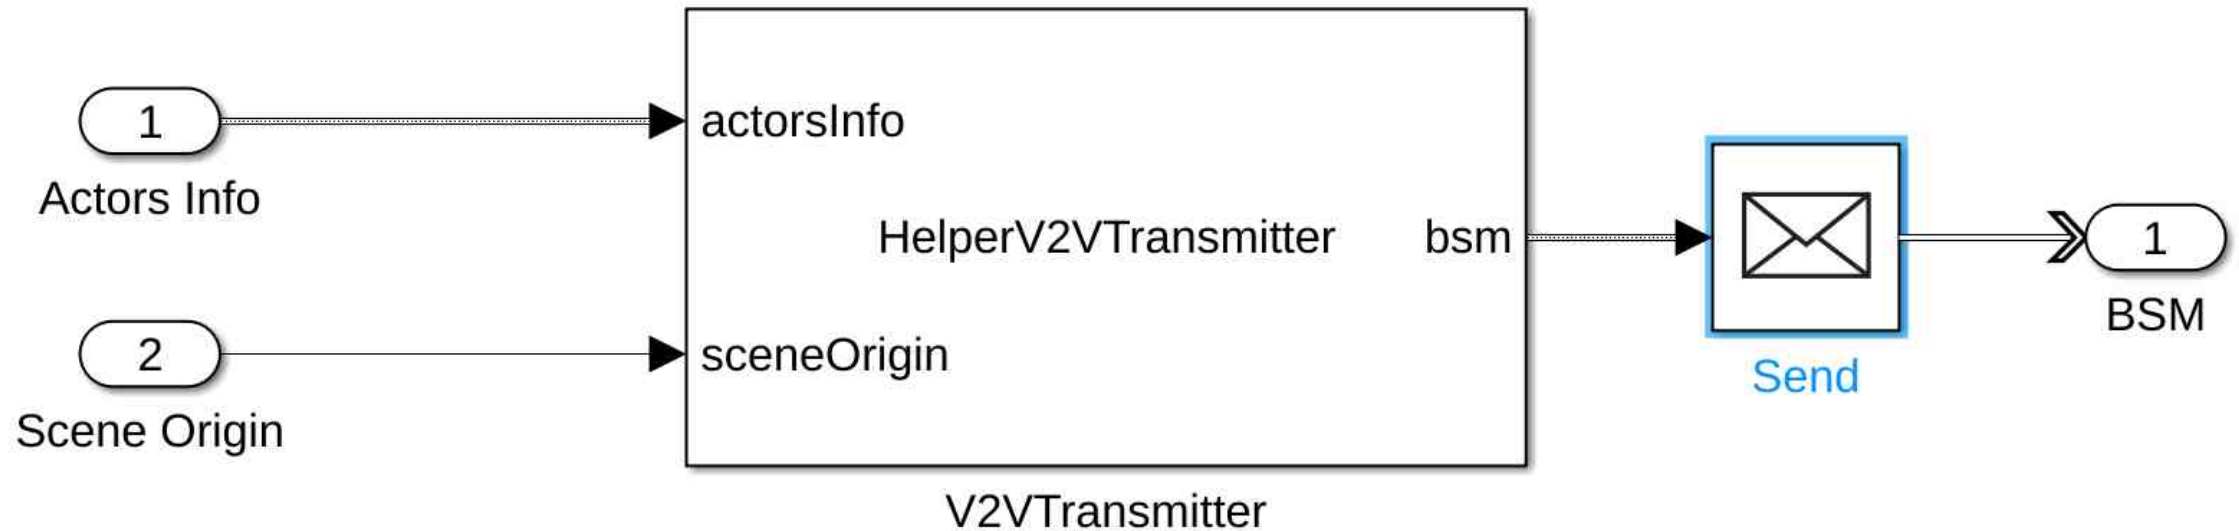 1
Actors Info
2
Scene Origin
actorsInfo
HelperV2VTransmitter
bsm
sceneOrigin
V2VTransmitter
Send
1
BSM